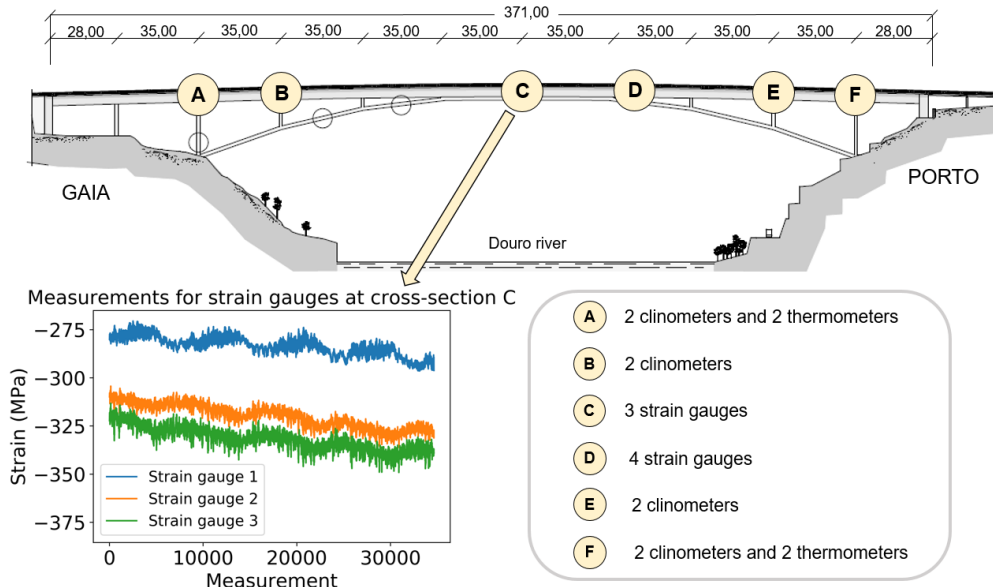 371,00
28,00 35,00 35,00 35,00 35,00 35,00 35,00 35,00 35,00 35,00 28,00
A B C D E F
GAIA
PORTO
Douro river
Measurements for strain gauges at cross-section C
Strain (MPa)
−275
−300
−325
−350
−375
Strain gauge 1
Strain gauge 2
Strain gauge 3
0 10000 20000 30000
Measurement
A 2 clinometers and 2 thermometers
B 2 clinometers
C 3 strain gauges
D 4 strain gauges
E 2 clinometers
F 2 clinometers and 2 thermometers